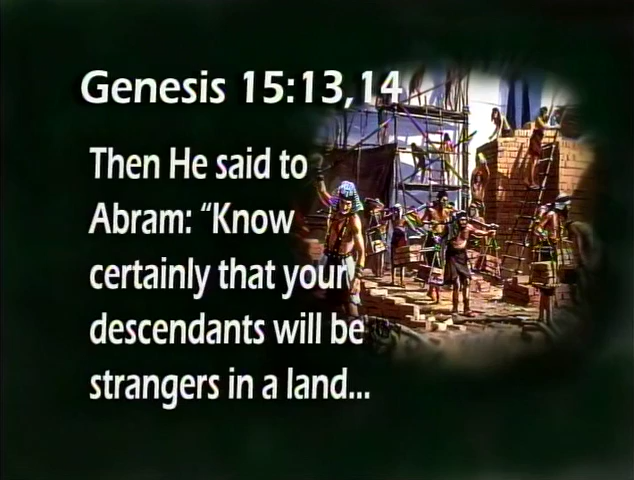 Genesis 15:13,14
Then He said to
Abram: “Know
certainly that your
descendants will be
strangers in a land...